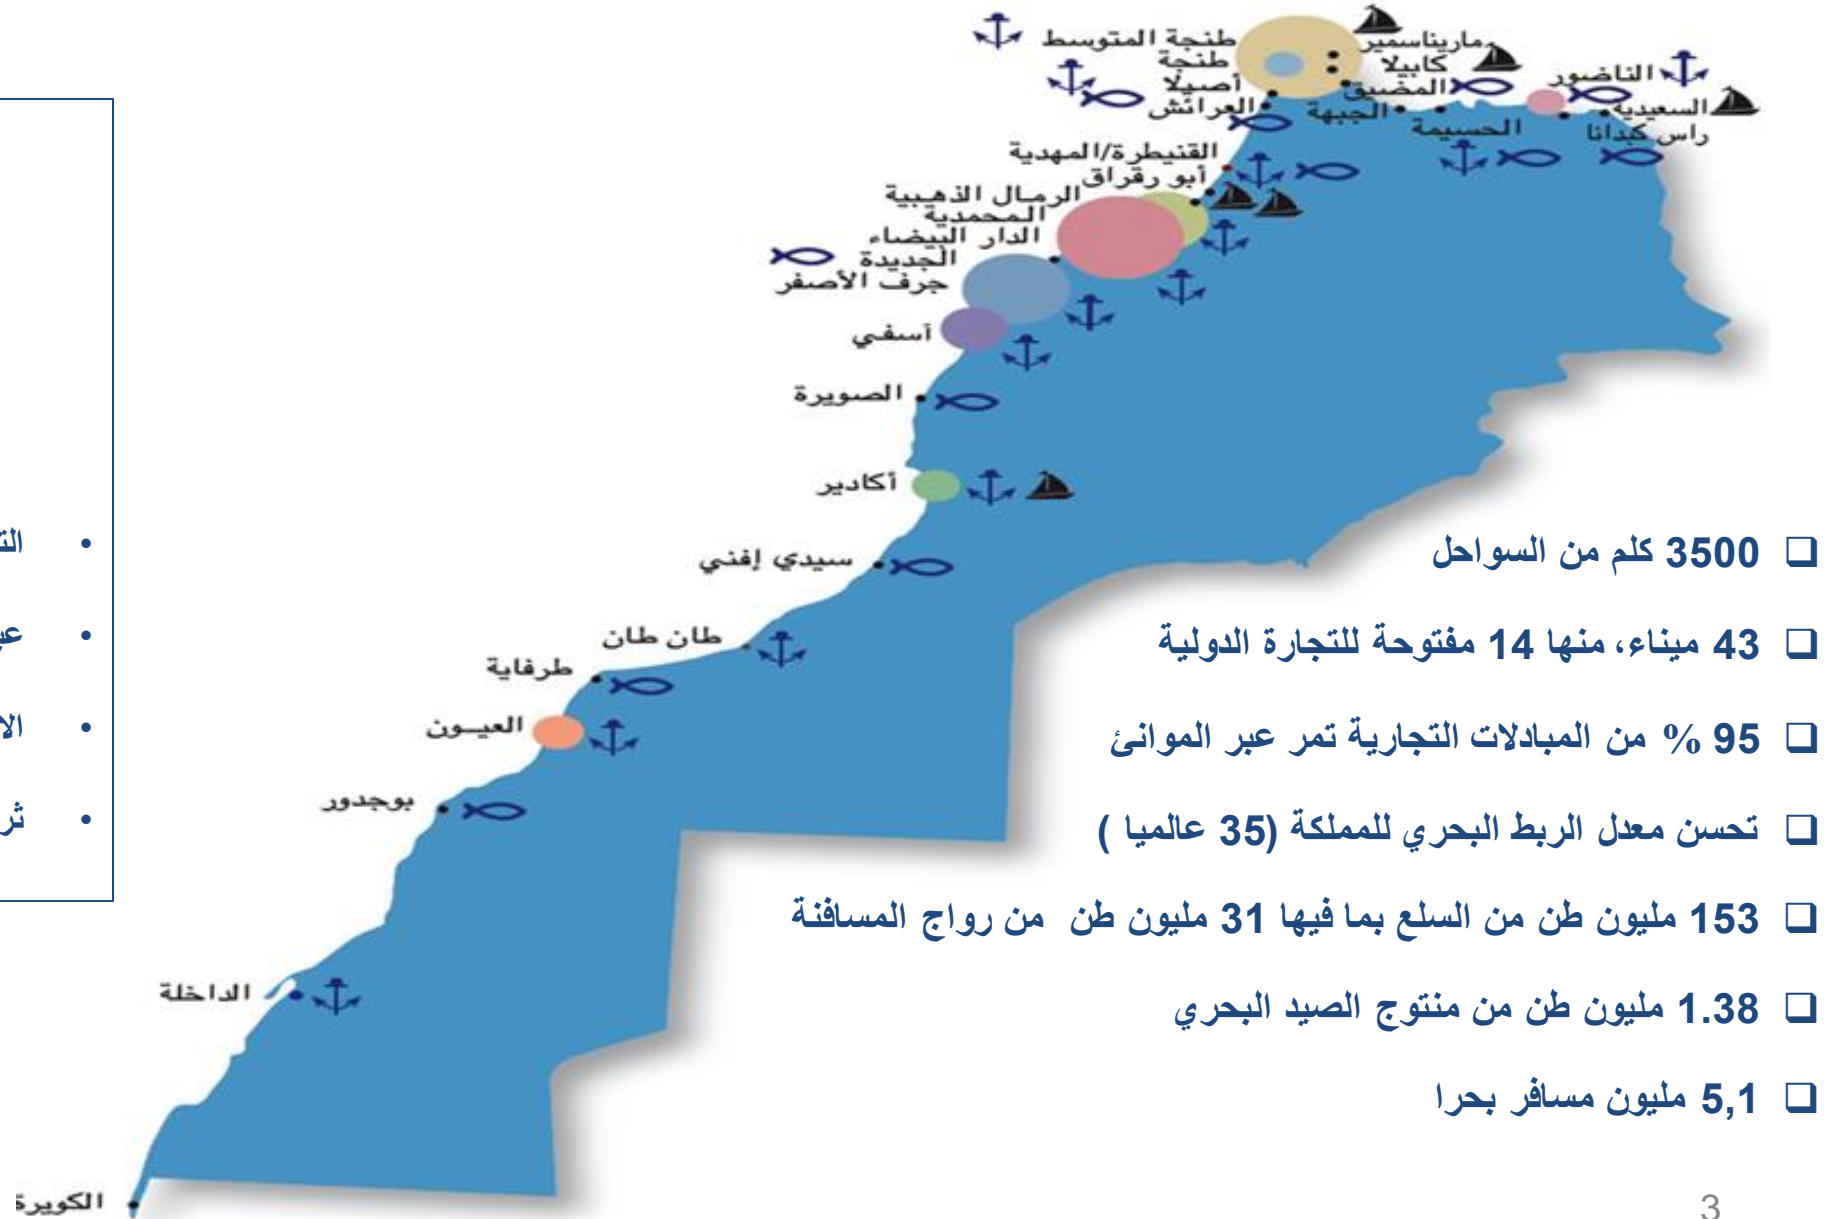 طنجة المتوسط
طنجة
أصيلا
العرائش
مارينا سمير
كابيلا
المضيق
الجبهة
الحسيمة
الناضور
السعيدية
راس كبدانا
القنيطرة/المهدية
أبو رقراق
الرمال الذهبية
المحمدية
الدار البيضاء
الجديدة
جرف الأصفر
آسفي
الصويرة
أكادير
سيدي إفني
طان طان
طرفاية
العيــون
بوجدور
الداخلة
الكويرة
❑ 3500 كلم من السواحل
❑ 43 ميناء، منها 14 مفتوحة للتجارة الدولية
❑ 95 % من المبادلات التجارية تمر عبر الموانئ
❑ تحسن معدل الربط البحري للمملكة (35 عالميا )
❑ 153 مليون طن من السلع بما فيها 31 مليون طن من رواج المسافنة
❑ 1.38 مليون طن من منتوج الصيد البحري
❑ 5,1 مليون مسافر بحرا
3